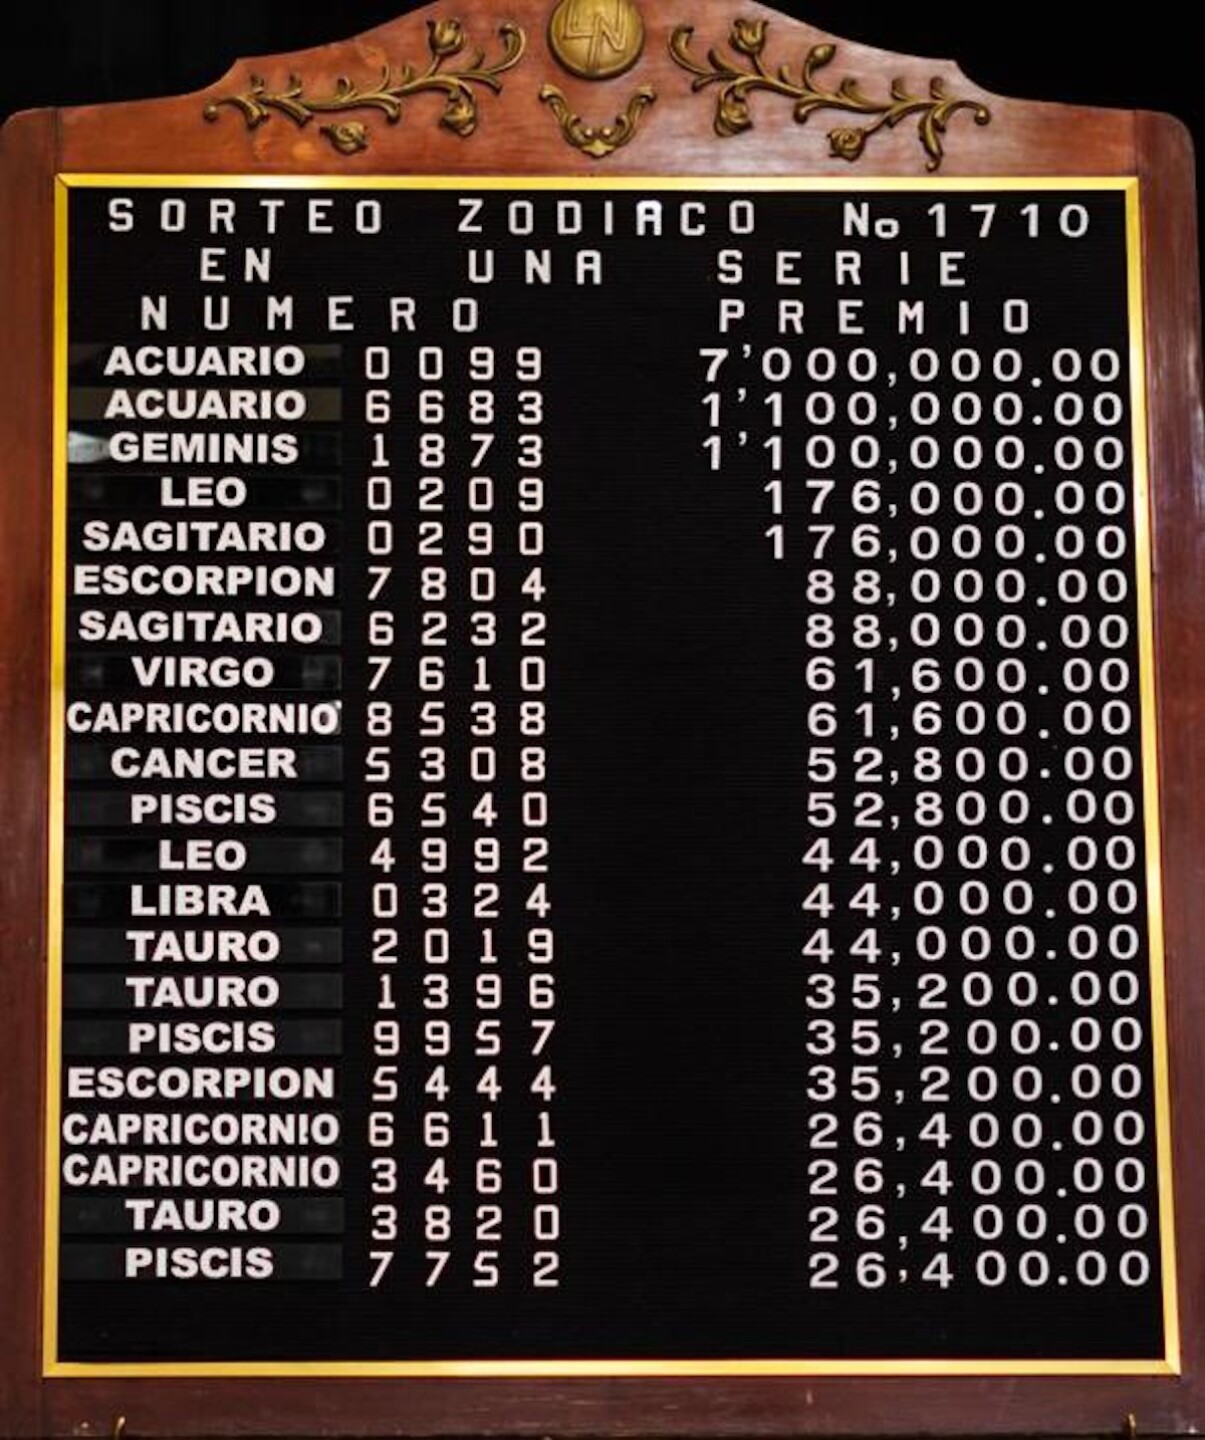 LN
SORTEO ZODIACO No 1710
EN UNA SERIE
NUMERO PREMIO
ACUARIO 0099 7'000,000.00
ACUARIO 6683 1'100,000.00
GEMINIS 1873 1'100,000.00
LEO 0209 176,000.00
SAGITARIO 0290 176,000.00
ESCORPION 7804 88,000.00
SAGITARIO 6232 88,000.00
VIRGO 7610 61,600.00
CAPRICORNIO 8538 61,600.00
CANCER 5308 52,800.00
PISCIS 6540 52,800.00
LEO 4992 44,000.00
LIBRA 0324 44,000.00
TAURO 2019 44,000.00
TAURO 1396 35,200.00
PISCIS 9957 35,200.00
ESCORPION 5444 35,200.00
CAPRICORNIO 6611 26,400.00
CAPRICORNIO 3460 26,400.00
TAURO 3820 26,400.00
PISCIS 7752 26,400.00